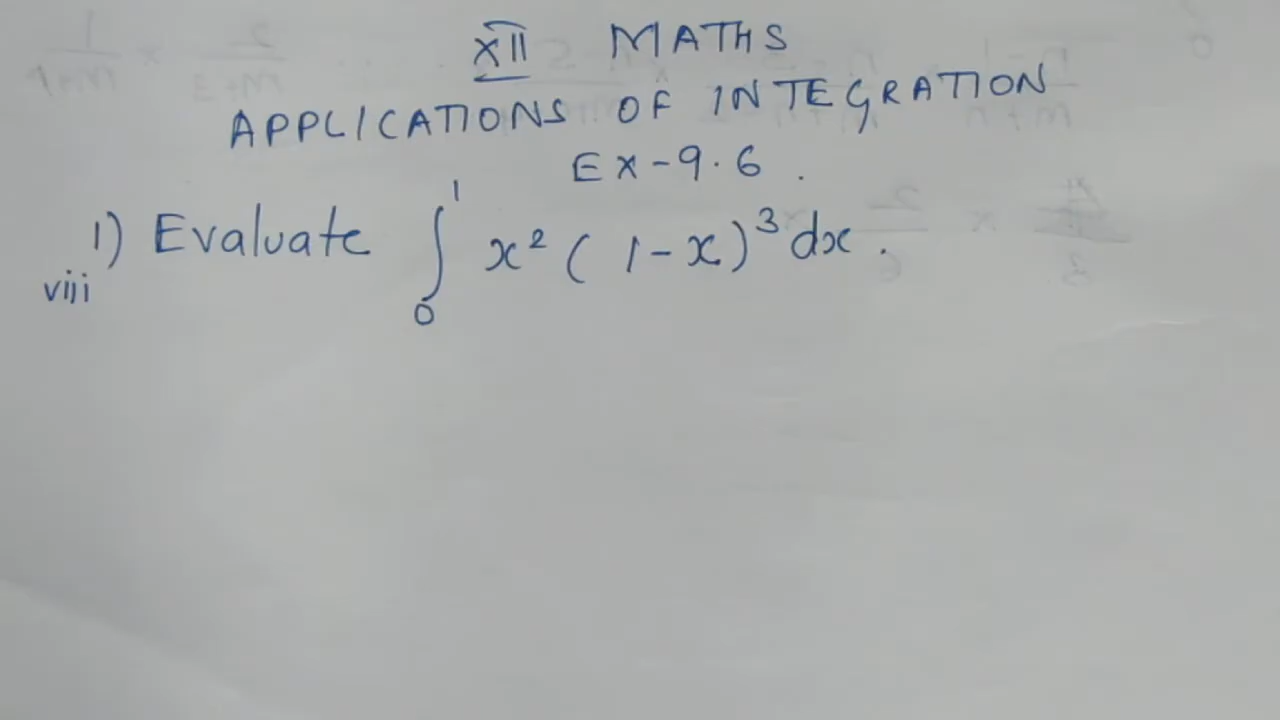 XII MATHS
APPLICATIONS OF INTEGRATION
EX-9.6.
1) Evaluate ∫₀¹ x² (1-x)³ dx.
viii